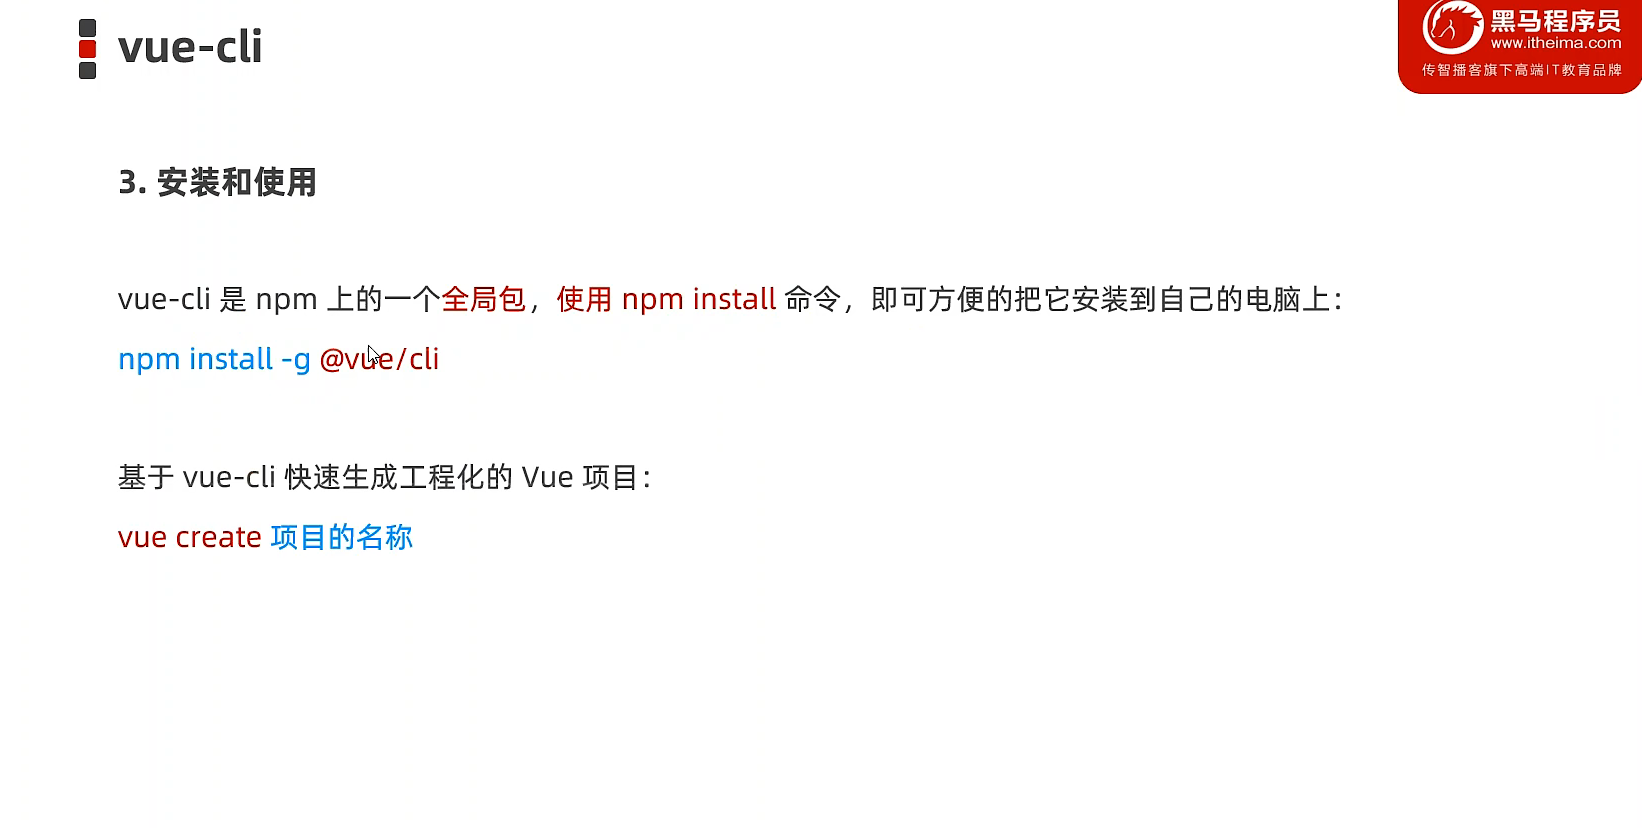 vue-cli
黑马程序员
www.itheima.com
传智播客旗下高端IT教育品牌
3. 安装和使用
vue-cli 是 npm 上的一个全局包，使用 npm install 命令，即可方便的把它安装到自己的电脑上：
npm install -g @vue/cli
基于 vue-cli 快速生成工程化的 Vue 项目：
vue create 项目的名称